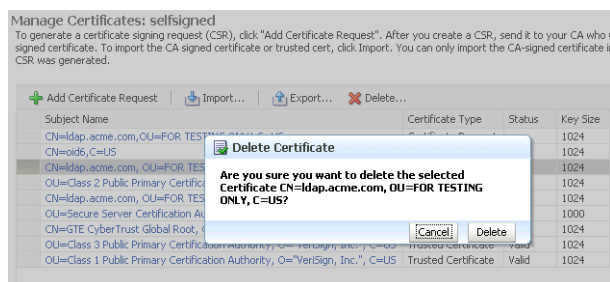 Manage Certificates: selfsigned
To generate a certificate signing request (CSR), click "Add Certificate Request". After you create a CSR, send it to your CA who
signed certificate. To import the CA signed certificate or trusted cert, click Import. You can only import the CA-signed certificate i
CSR was generated.
Add Certificate Request Import... Export... Delete...
Subject Name Certificate Type Status Key Size
CN=ldap.acme.com,OU=FOR TESTING ONLY, C=US Certificate Request 1024
CN=oid6,C=US 1024
CN=ldap.acme.com, OU=FOR TES 1024
OU=Class 2 Public Primary Certifica 1024
CN=ldap.acme.com, OU=FOR TES 1024
OU=Secure Server Certification Au 1000
CN=GTE CyberTrust Global Root, 1024
OU=Class 3 Public Primary Certification Authority, O="VeriSign, Inc.", C=US Trusted Certificate Valid 1024
OU=Class 1 Public Primary Certification Authority, O="VeriSign, Inc.", C=US Trusted Certificate Valid 1024
Delete Certificate
Are you sure you want to delete the selected
Certificate CN=ldap.acme.com, OU=FOR TESTING
ONLY, C=US?
Cancel Delete